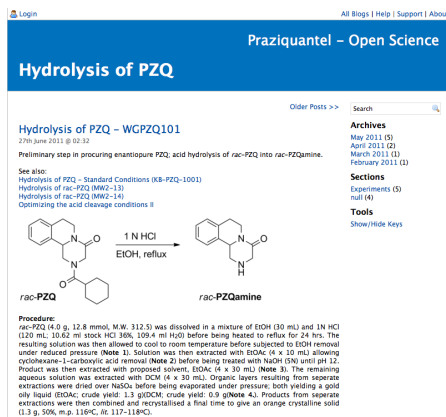 Login
All Blogs | Help | Support | Abou
Praziquantel – Open Science
Hydrolysis of PZQ
Older Posts >>
Search
Hydrolysis of PZQ - WGPZQ101
27th June 2011 @ 02:32
Preliminary step in procuring enantiopure PZQ; acid hydrolysis of rac-PZQ into rac-PZQamine.
See also:
Hydrolysis of PZQ - Standard Conditions (KB-PZQ-1001)
Hydrolysis of rac-PZQ (MW2-13)
Hydrolysis of rac-PZQ (MW2-14)
Optimizing the acid cleavage conditions II
Archives
May 2011 (5)
April 2011 (2)
March 2011 (1)
February 2011 (1)
Sections
Experiments (5)
null (4)
Tools
Show/Hide Keys
O
N
N
O
1 N HCl
EtOH, reflux
O
N
N
H
rac-PZQ
rac-PZQamine
Procedure:
rac-PZQ (4.0 g, 12.8 mmol, M.W. 312.5) was dissolved in a mixture of EtOH (30 mL) and 1N HCl
(120 mL; 10.62 ml stock HCl 36%, 109.4 ml H20) before being heated to reflux for 24 hrs. The
resulting solution was then allowed to cool to room temperature before subjected to EtOH removal
under reduced pressure (Note 1). Solution was then extracted with EtOAc (4 x 10 mL) allowing
cyclohexane-1-carboxylic acid removal (Note 2) before being treated with NaOH (5N) until pH 12.
Product was then extracted with proposed solvent, EtOAc (4 x 30 mL) (Note 3). The remaining
aqueous solution was extracted with DCM (4 x 30 mL). Organic layers resulting from seperate
extractions were dried over NaSO₄ before being evaporated under pressure; both yielding a gold
oily liquid (EtOAc; crude yield: 1.3 g)(DCM; crude yield: 0.9 g(Note 4.). Products from seperate
extractions were then combined and recrystallised a final time to give an orange crystalline solid
(1.3 g, 50%, m.p. 116ºC, lit. 117-118ºC).